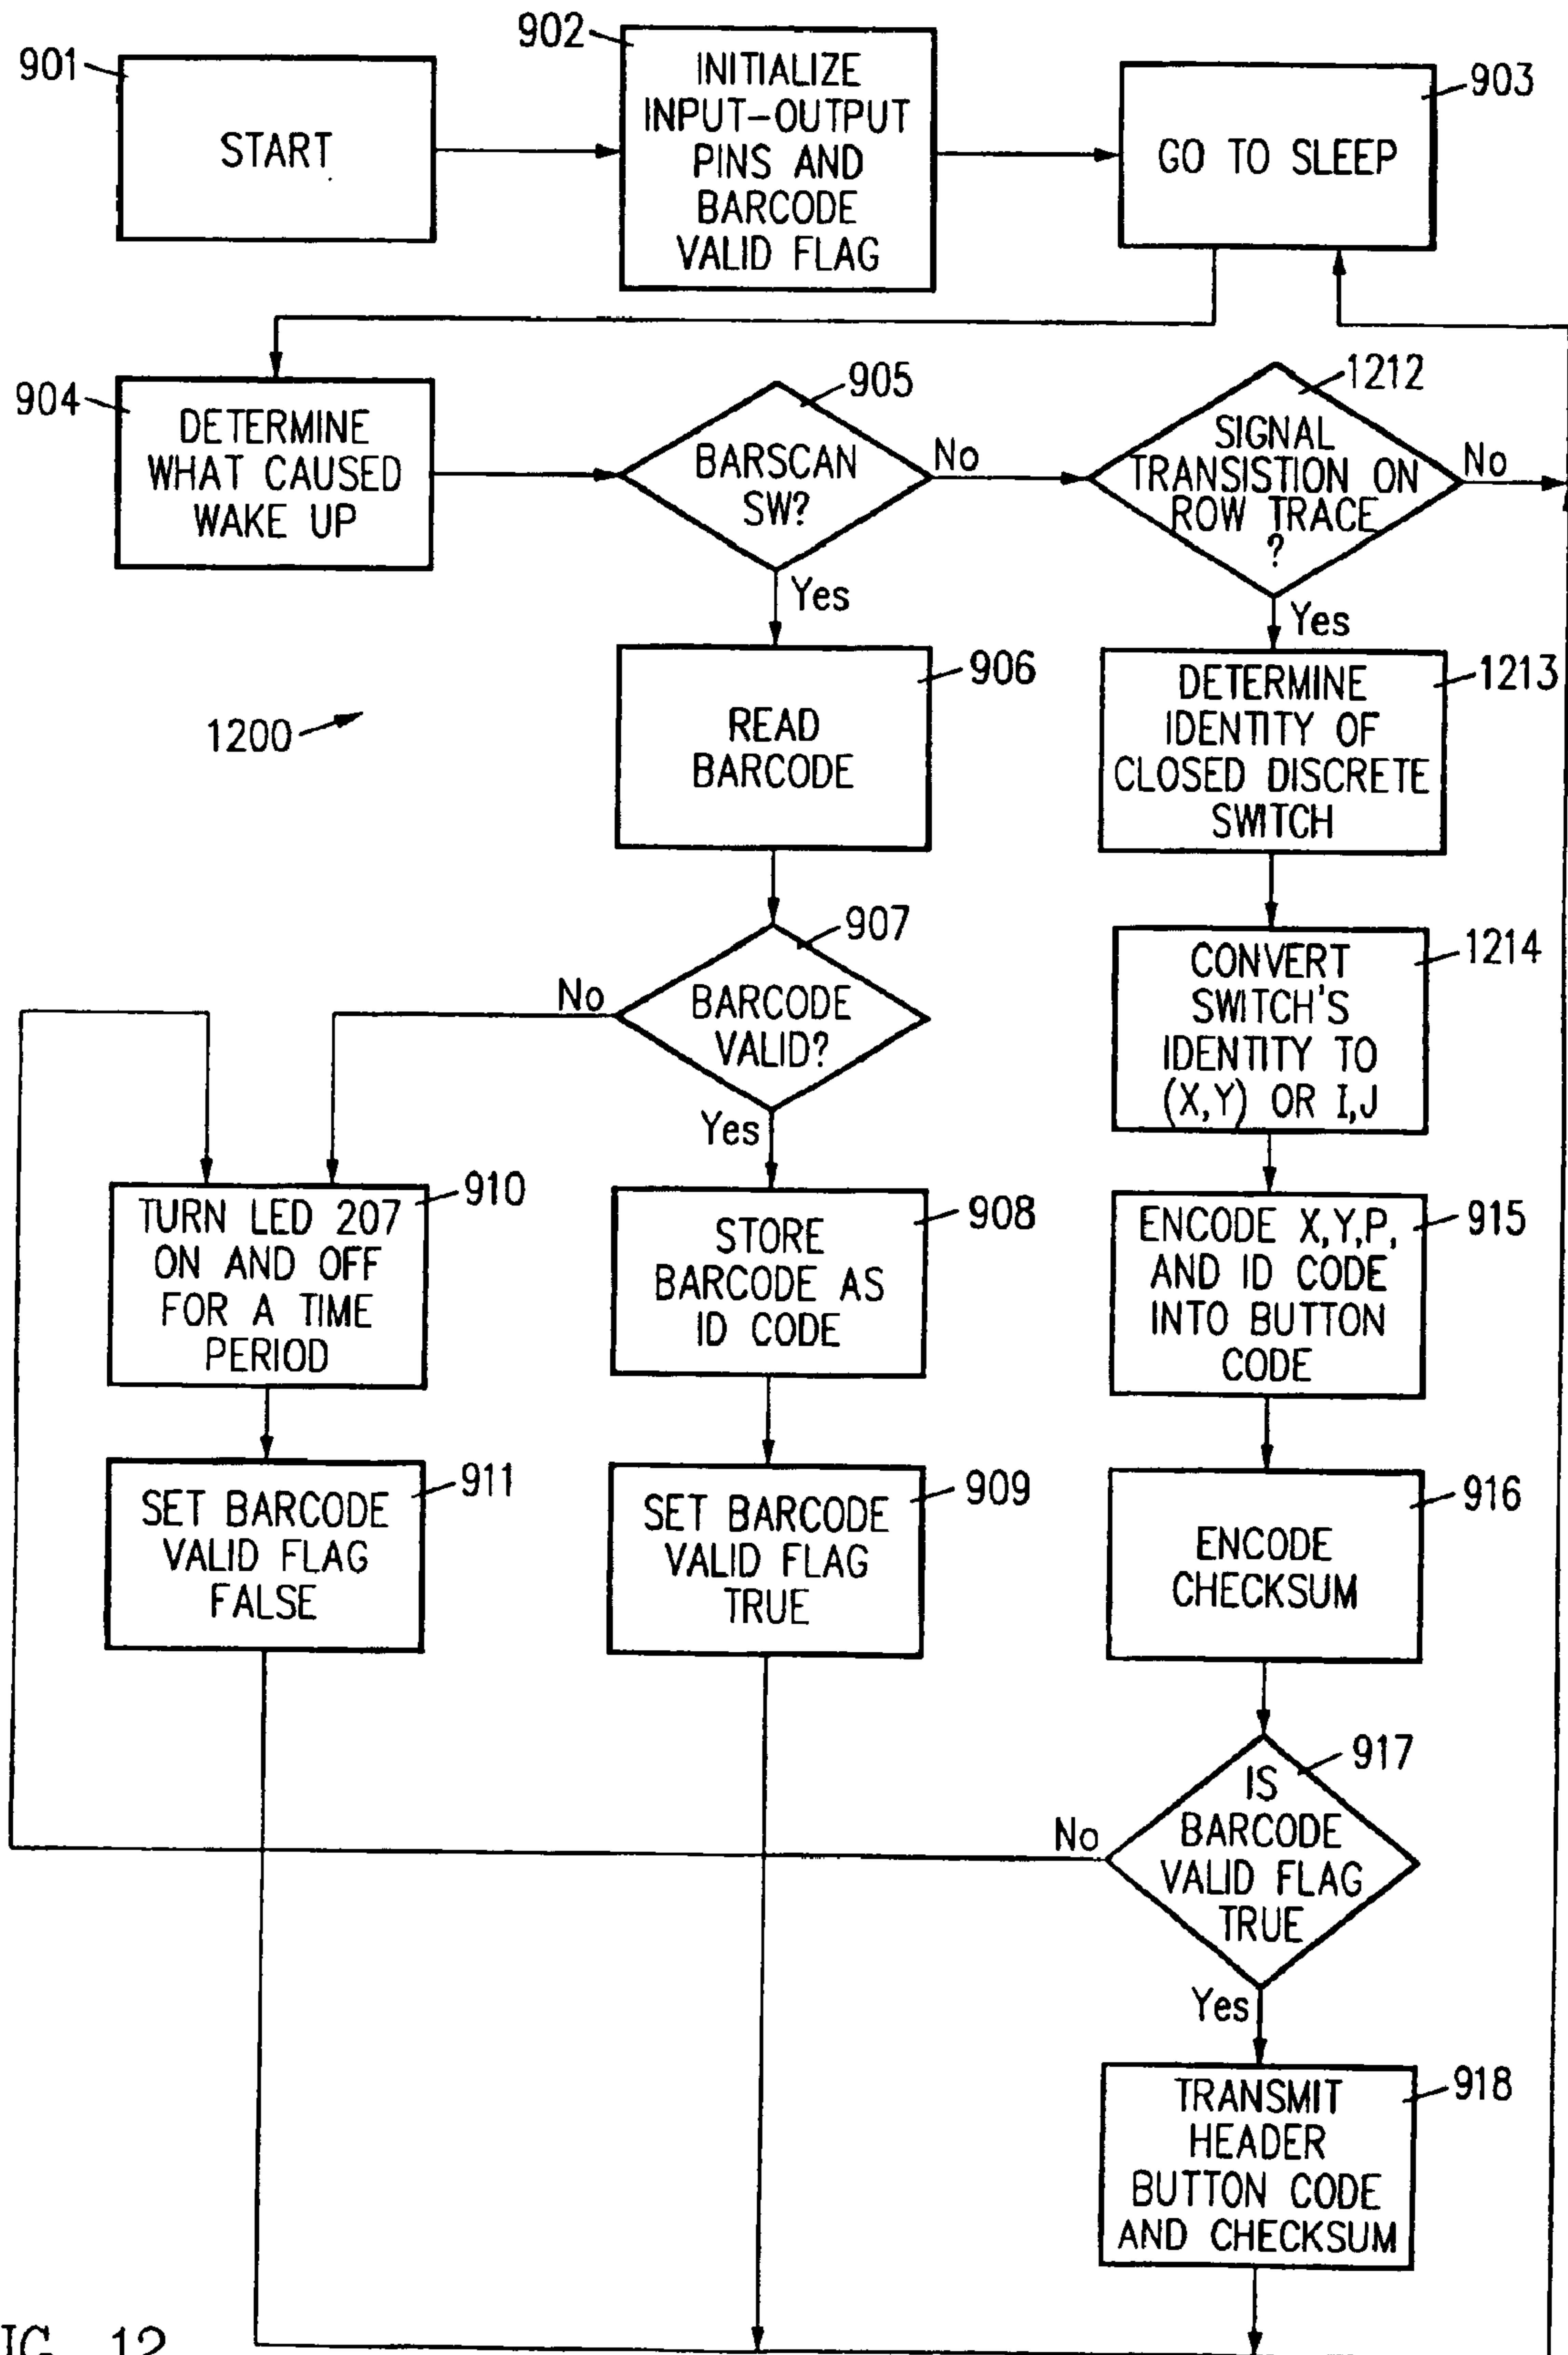 901
START
902
INITIALIZE
INPUT-OUTPUT
PINS AND
BARCODE
VALID FLAG
903
GO TO SLEEP
904
DETERMINE
WHAT CAUSED
WAKE UP
905
BARSCAN
SW?
No
Yes
1212
SIGNAL
TRANSISTION ON
ROW TRACE
?
No
Yes
1200
906
READ
BARCODE
1213
DETERMINE
IDENTITY OF
CLOSED DISCRETE
SWITCH
907
BARCODE
VALID?
No
Yes
1214
CONVERT
SWITCH'S
IDENTITY TO
(X,Y) OR I,J
910
TURN LED 207
ON AND OFF
FOR A TIME
PERIOD
908
STORE
BARCODE AS
ID CODE
915
ENCODE X,Y,P,
AND ID CODE
INTO BUTTON
CODE
911
SET BARCODE
VALID FLAG
FALSE
909
SET BARCODE
VALID FLAG
TRUE
916
ENCODE
CHECKSUM
917
IS
BARCODE
VALID FLAG
TRUE
No
Yes
918
TRANSMIT
HEADER
BUTTON CODE
AND CHECKSUM
IG. 12